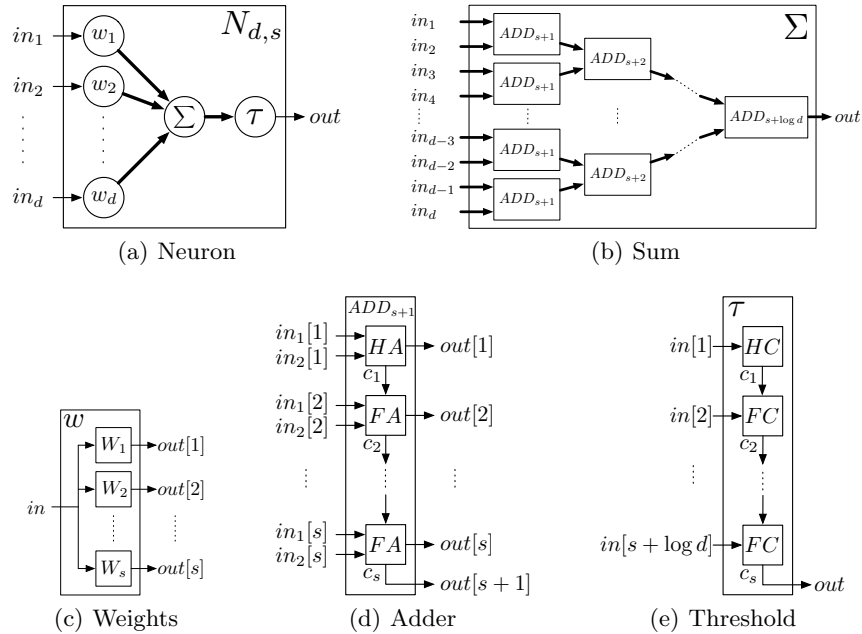 N_{d,s}
in_1
w_1
in_2
w_2
Σ
τ
out
in_d
w_d
(a) Neuron
Σ
in_1
in_2
ADD_{s+1}
in_3
in_4
ADD_{s+1}
ADD_{s+2}
ADD_{s+log d}
out
in_{d−3}
in_{d−2}
ADD_{s+1}
in_{d−1}
in_d
ADD_{s+1}
ADD_{s+2}
(b) Sum
w
in
W_1
out[1]
W_2
out[2]
W_s
out[s]
(c) Weights
ADD_{s+1}
in_1[1]
in_2[1]
HA
out[1]
c_1
in_1[2]
in_2[2]
FA
out[2]
c_2
in_1[s]
in_2[s]
FA
out[s]
c_s
out[s + 1]
(d) Adder
τ
in[1]
HC
c_1
in[2]
FC
c_2
in[s + log d]
FC
c_s
out
(e) Threshold